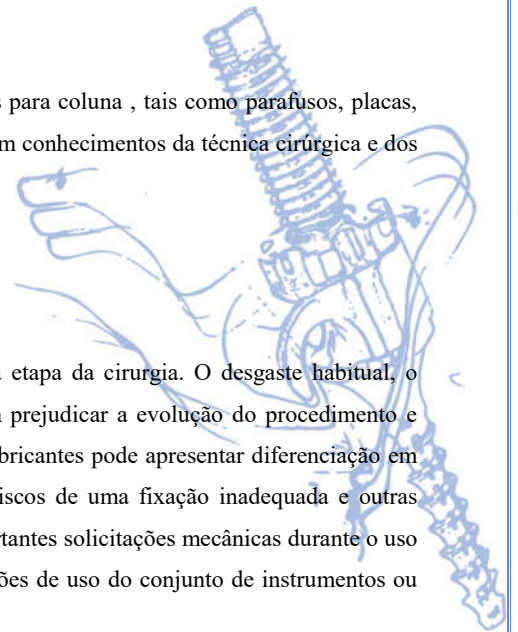 para coluna , tais como parafusos, placas,
m conhecimentos da técnica cirúrgica e dos
etapa da cirurgia. O desgaste habitual, o
prejudicar a evolução do procedimento e
bricantes pode apresentar diferenciação em
iscos de uma fixação inadequada e outras
rtantes solicitações mecânicas durante o uso
ões de uso do conjunto de instrumentos ou